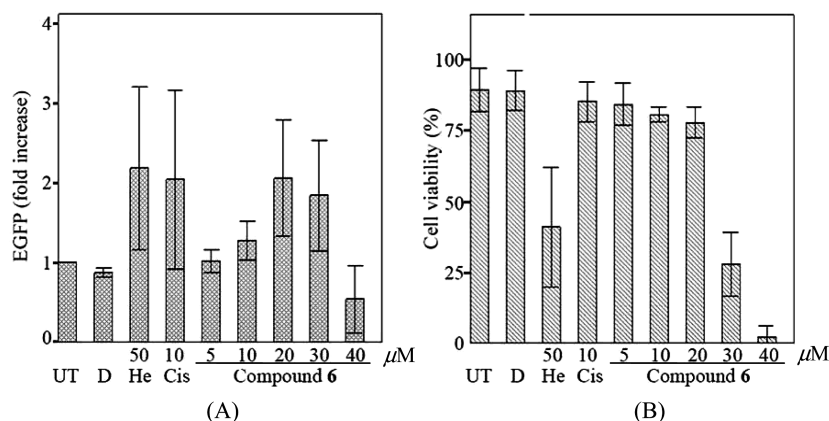 EGFP (fold increase)
4
3
2
1
0
50 10 5 10 20 30 40 μM
UT D He Cis Compound 6
(A)
Cell viability (%)
100
75
50
25
0
50 10 5 10 20 30 40 μM
UT D He Cis Compound 6
(B)